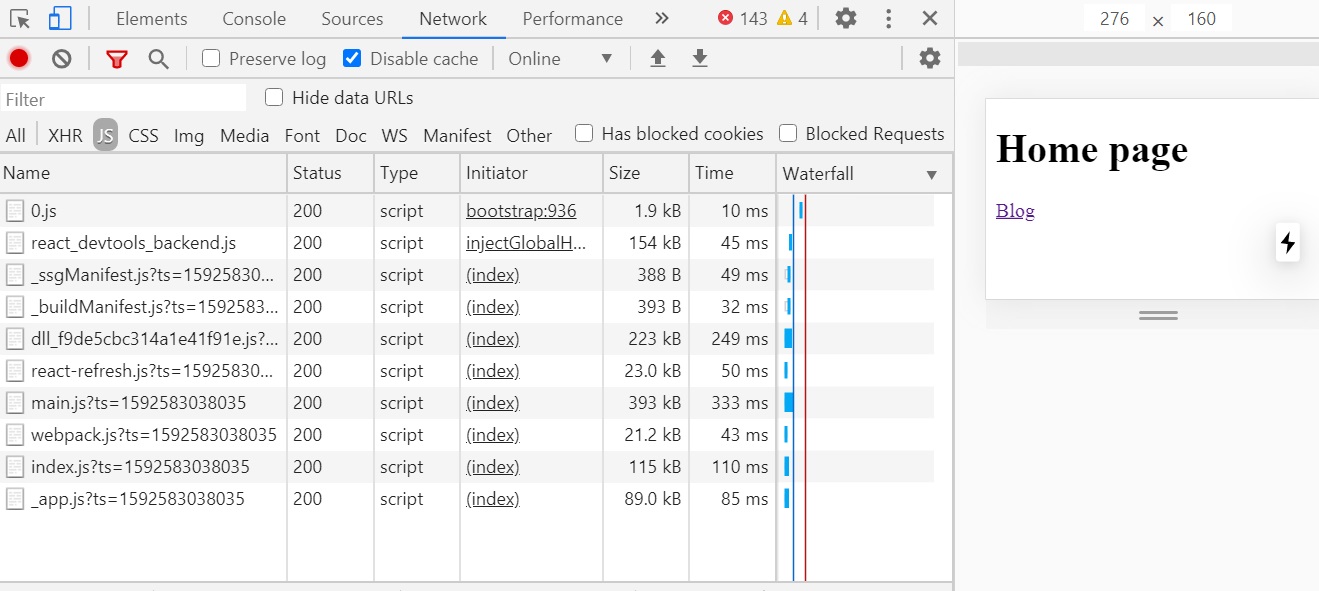 Elements Console Sources Network Performance 143 4 276 × 160
Preserve log Disable cache Online
Filter Hide data URLs
All XHR JS CSS Img Media Font Doc WS Manifest Other Has blocked cookies Blocked Requests
Name Status Type Initiator Size Time Waterfall
0.js 200 script bootstrap:936 1.9 kB 10 ms
react_devtools_backend.js 200 script injectGlobalH... 154 kB 45 ms
_ssgManifest.js?ts=15925830... 200 script (index) 388 B 49 ms
_buildManifest.js?ts=1592583... 200 script (index) 393 B 32 ms
dll_f9de5cbc314a1e41f91e.js?... 200 script (index) 223 kB 249 ms
react-refresh.js?ts=15925830... 200 script (index) 23.0 kB 50 ms
main.js?ts=1592583038035 200 script (index) 393 kB 333 ms
webpack.js?ts=1592583038035 200 script (index) 21.2 kB 43 ms
index.js?ts=1592583038035 200 script (index) 115 kB 110 ms
_app.js?ts=1592583038035 200 script (index) 89.0 kB 85 ms
Home page
Blog